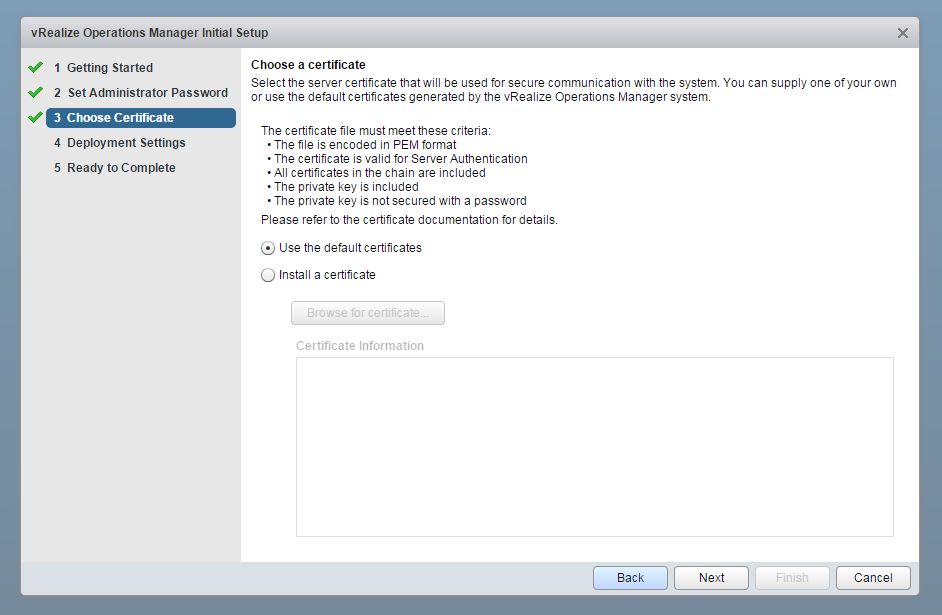 vRealize Operations Manager Initial Setup
1 Getting Started
2 Set Administrator Password
3 Choose Certificate
4 Deployment Settings
5 Ready to Complete
Choose a certificate
Select the server certificate that will be used for secure communication with the system. You can supply one of your own
or use the default certificates generated by the vRealize Operations Manager system.
The certificate file must meet these criteria:
• The file is encoded in PEM format
• The certificate is valid for Server Authentication
• All certificates in the chain are included
• The private key is included
• The private key is not secured with a password
Please refer to the certificate documentation for details.
Use the default certificates
Install a certificate
Browse for certificate...
Certificate Information
Back Next Finish Cancel